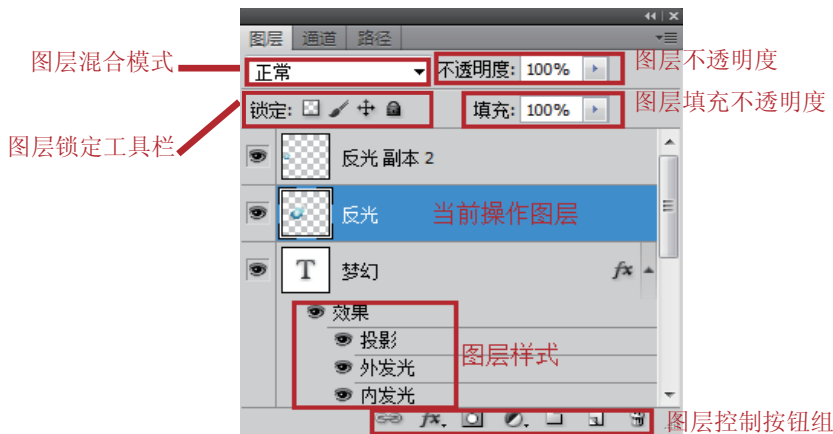 图层 通道 路径
图层混合模式 正常 不透明度: 100% 图层不透明度
锁定: 填充: 100% 图层填充不透明度
图层锁定工具栏
反光 副本 2
反光 当前操作图层
T 梦幻 fx
效果
投影
外发光 图层样式
内发光
fx. 图层控制按钮组